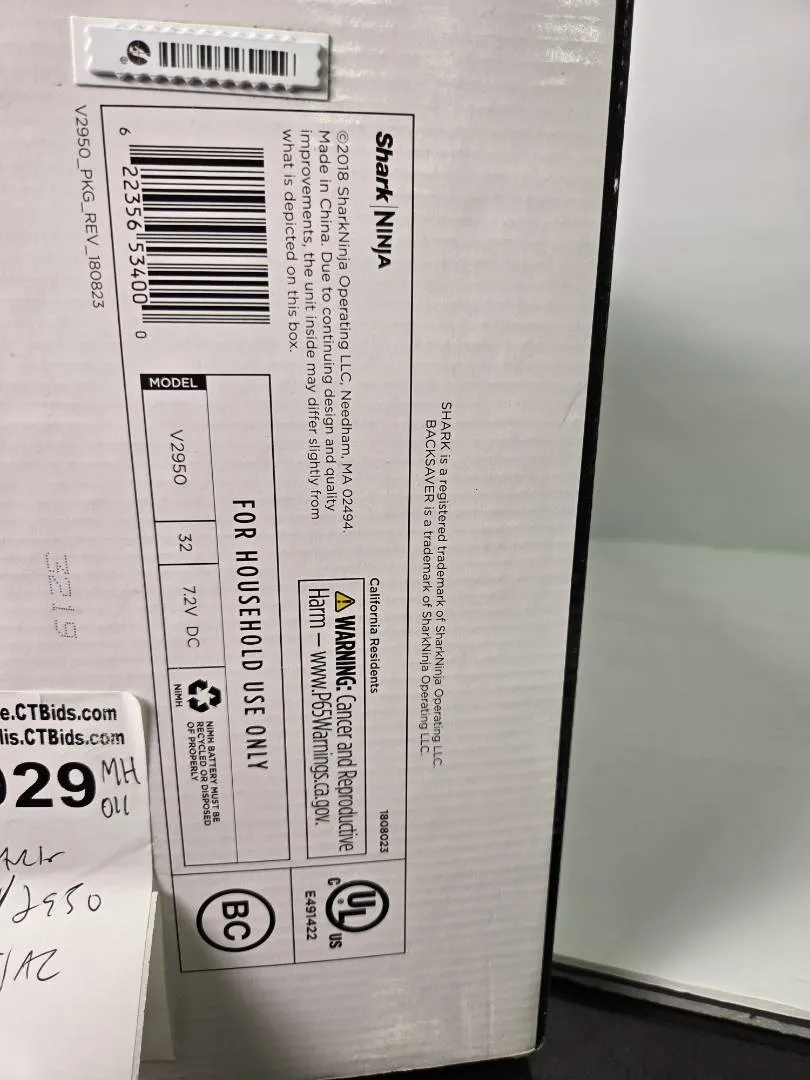 SHARK is a registered trademark of SharkNinja Operating LLC.
BACKSAVER is a trademark of SharkNinja Operating LLC.
Shark | NINJA
©2018 SharkNinja Operating LLC, Needham, MA 02494.
Made in China. Due to continuing design and quality
improvements, the unit inside may differ slightly from
what is depicted on this box.
6 22356 53400 0
V2950_PKG_REV_180823
California Residents
1808023
WARNING: Cancer and Reproductive
Harm – www.P65Warnings.ca.gov.
FOR HOUSEHOLD USE ONLY
MODEL
V2950
32
7.2V DC
NIMH
NIMH BATTERY MUST BE
RECYCLED OR DISPOSED
OF PROPERLY
UL
C US
E491422
BC
3219
e.CTBids.com
lis.CTBids.com
029
MH
011
2950